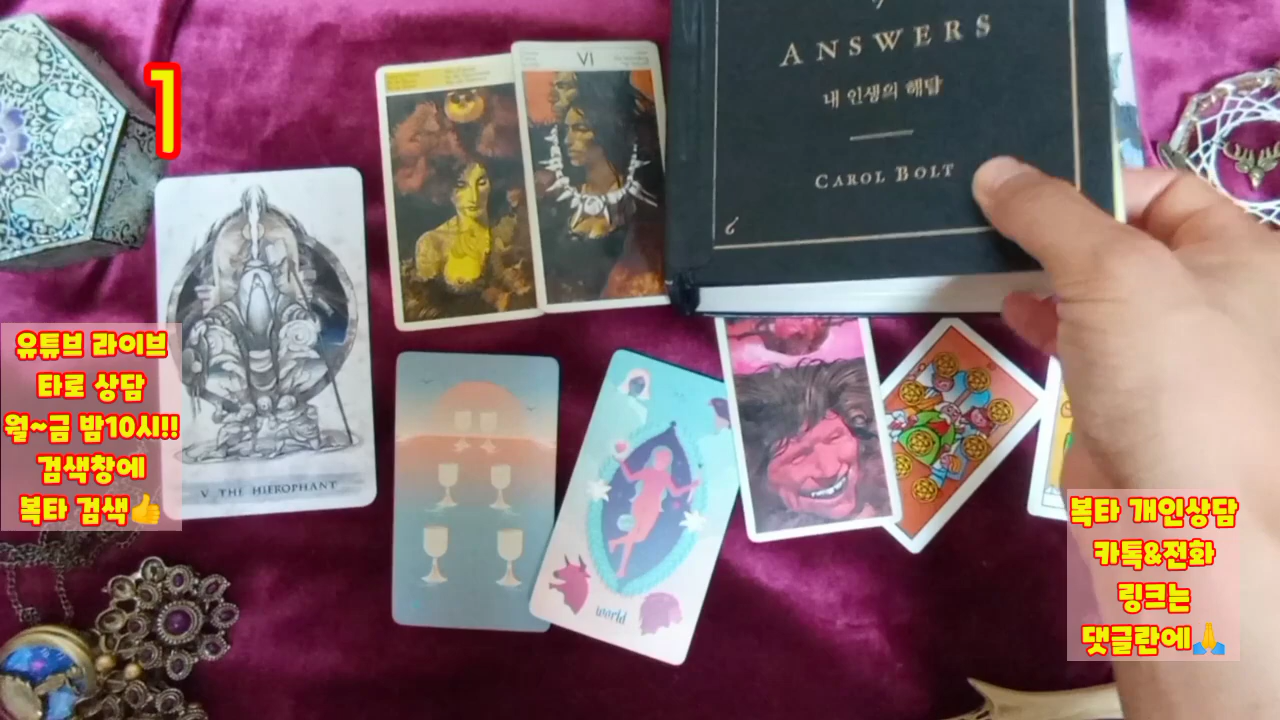 1
ANSWERS
내 인생의 해답
CAROL BOLT
VI
V THE HIEROPHANT
world
유튜브 라이브
타로 상담
월~금 밤10시!!
검색창에
복타 검색👍
복타 개인상담
카톡&전화
링크는
댓글란에🙏